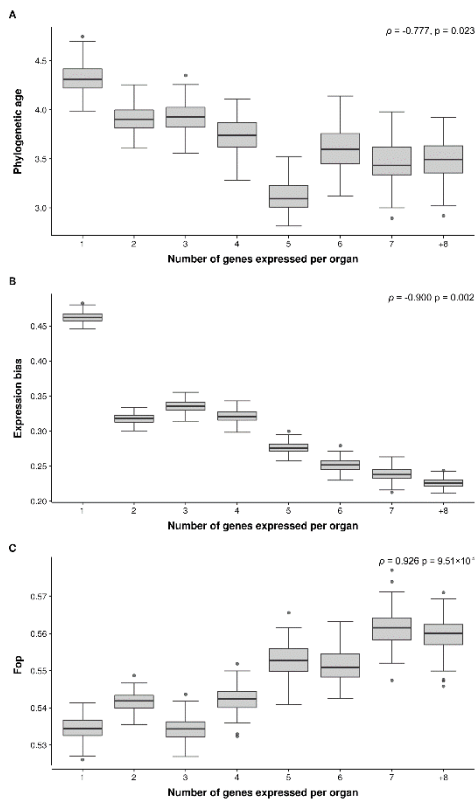 A
ρ = -0.777, p = 0.023
4.5
4.0
3.5
3.0
Phylogenetic age
1 2 3 4 5 6 7 +8
Number of genes expressed per organ
B
ρ = -0.900 p = 0.002
0.45
0.40
0.35
0.30
0.25
0.20
Expression bias
1 2 3 4 5 6 7 +8
Number of genes expressed per organ
C
ρ = 0.926 p = 9.51×10
0.57
0.56
0.55
0.54
0.53
Fop
1 2 3 4 5 6 7 +8
Number of genes expressed per organ